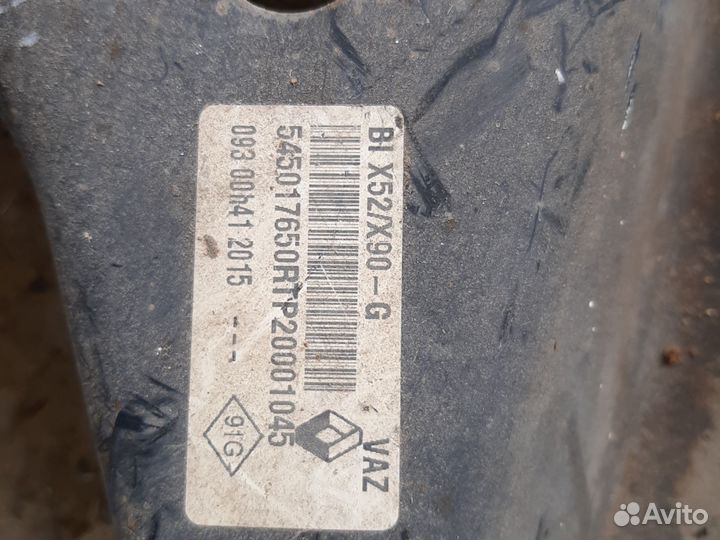 BI X52/X90-G
VAZ
545017650RTP20001045
093 00h41 2015 ---
91G
Avito